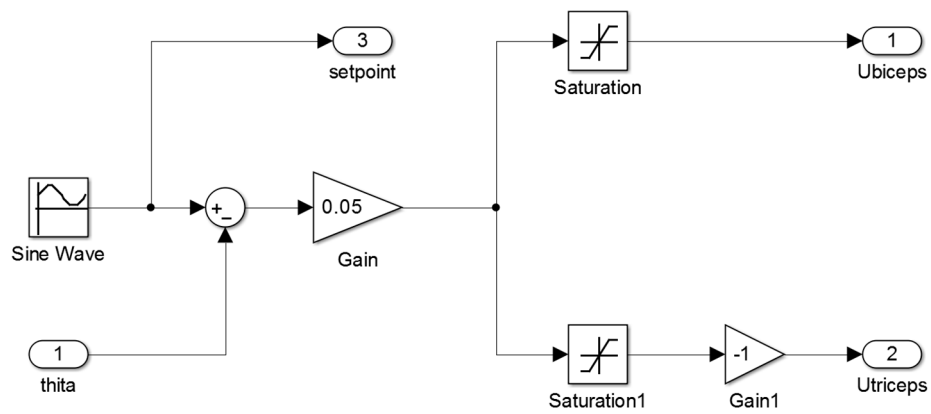 3
setpoint
Saturation
1
Ubiceps
Sine Wave
+
−
0.05
Gain
1
thita
Saturation1
-1
Gain1
2
Utriceps